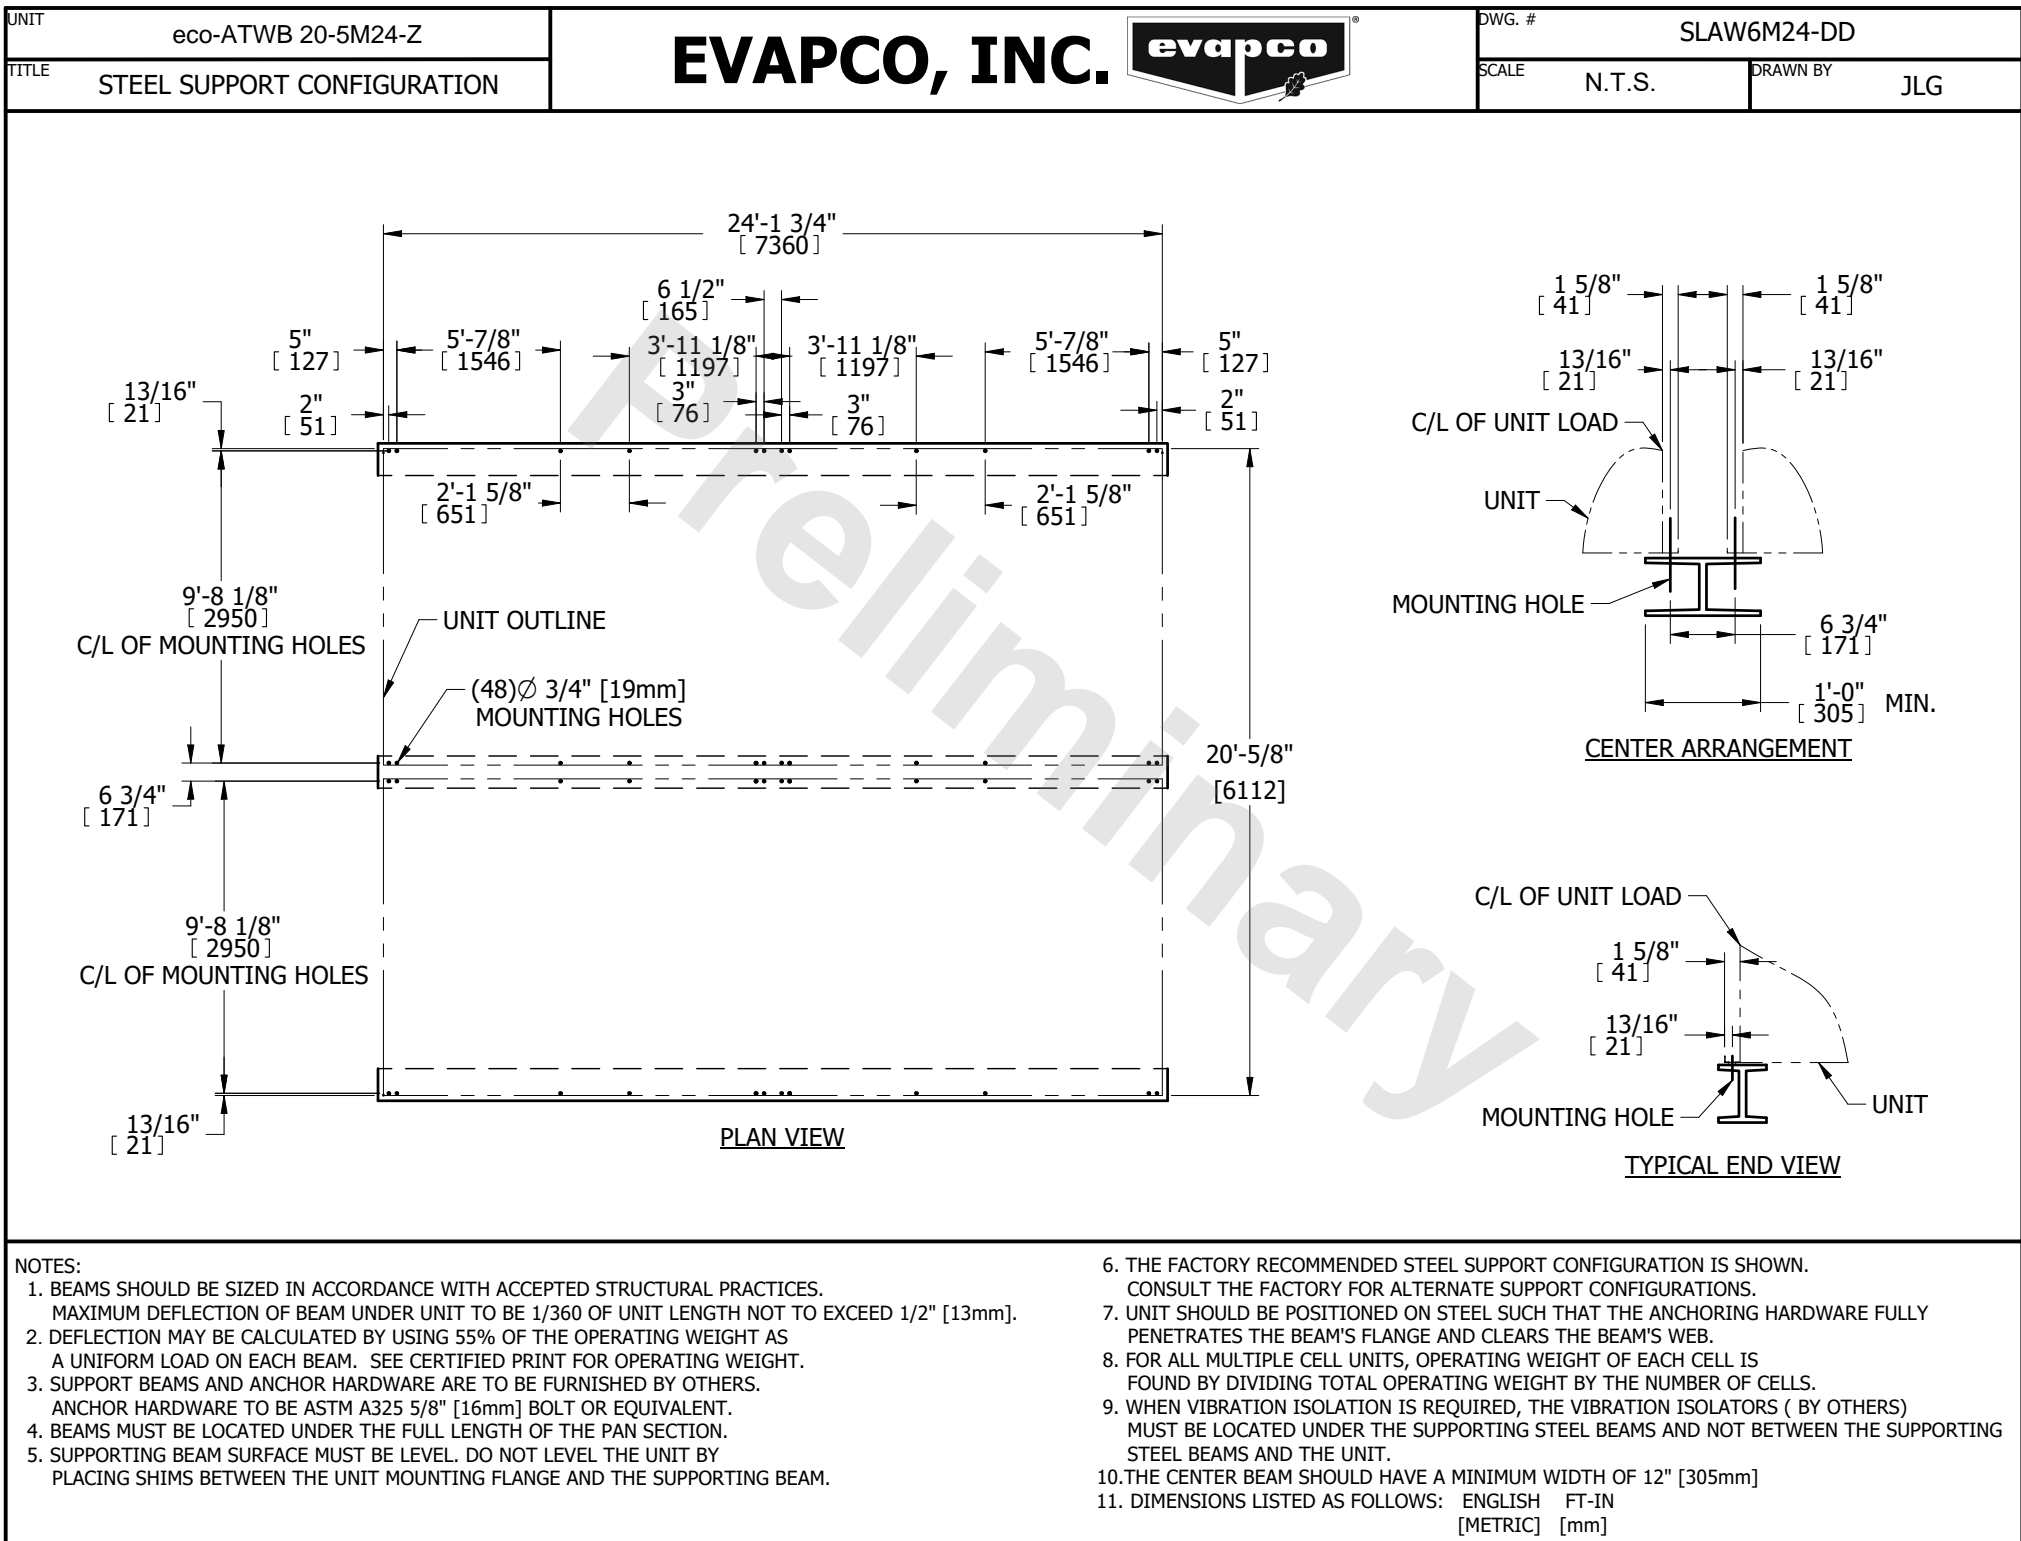 UNIT
eco-ATWB 20-5M24-Z
TITLE
STEEL SUPPORT CONFIGURATION
EVAPCO, INC.
evapco
®
DWG. #
SLAW6M24-DD
SCALE
N.T.S.
DRAWN BY
JLG
24'-1 3/4"
[ 7360 ]
6 1/2"
[ 165 ]
5"
[ 127 ]
5'-7/8"
[ 1546 ]
3'-11 1/8"
[ 1197 ]
3'-11 1/8"
[ 1197 ]
5'-7/8"
[ 1546 ]
5"
[ 127 ]
13/16"
[ 21 ]
2"
[ 51 ]
3"
[ 76 ]
3"
[ 76 ]
2"
[ 51 ]
2'-1 5/8"
[ 651 ]
2'-1 5/8"
[ 651 ]
9'-8 1/8"
[ 2950 ]
C/L OF MOUNTING HOLES
UNIT OUTLINE
(48)Ø 3/4" [19mm]
MOUNTING HOLES
6 3/4"
[ 171 ]
20'-5/8"
[6112]
9'-8 1/8"
[ 2950 ]
C/L OF MOUNTING HOLES
13/16"
[ 21 ]
PLAN VIEW
Preliminary
1 5/8"
[ 41 ]
1 5/8"
[ 41 ]
13/16"
[ 21 ]
13/16"
[ 21 ]
C/L OF UNIT LOAD
UNIT
MOUNTING HOLE
6 3/4"
[ 171 ]
1'-0"
[ 305 ] MIN.
CENTER ARRANGEMENT
C/L OF UNIT LOAD
1 5/8"
[ 41 ]
13/16"
[ 21 ]
MOUNTING HOLE
UNIT
TYPICAL END VIEW
NOTES:
1. BEAMS SHOULD BE SIZED IN ACCORDANCE WITH ACCEPTED STRUCTURAL PRACTICES.
MAXIMUM DEFLECTION OF BEAM UNDER UNIT TO BE 1/360 OF UNIT LENGTH NOT TO EXCEED 1/2" [13mm].
2. DEFLECTION MAY BE CALCULATED BY USING 55% OF THE OPERATING WEIGHT AS
A UNIFORM LOAD ON EACH BEAM. SEE CERTIFIED PRINT FOR OPERATING WEIGHT.
3. SUPPORT BEAMS AND ANCHOR HARDWARE ARE TO BE FURNISHED BY OTHERS.
ANCHOR HARDWARE TO BE ASTM A325 5/8" [16mm] BOLT OR EQUIVALENT.
4. BEAMS MUST BE LOCATED UNDER THE FULL LENGTH OF THE PAN SECTION.
5. SUPPORTING BEAM SURFACE MUST BE LEVEL. DO NOT LEVEL THE UNIT BY
PLACING SHIMS BETWEEN THE UNIT MOUNTING FLANGE AND THE SUPPORTING BEAM.
6. THE FACTORY RECOMMENDED STEEL SUPPORT CONFIGURATION IS SHOWN.
CONSULT THE FACTORY FOR ALTERNATE SUPPORT CONFIGURATIONS.
7. UNIT SHOULD BE POSITIONED ON STEEL SUCH THAT THE ANCHORING HARDWARE FULLY
PENETRATES THE BEAM'S FLANGE AND CLEARS THE BEAM'S WEB.
8. FOR ALL MULTIPLE CELL UNITS, OPERATING WEIGHT OF EACH CELL IS
FOUND BY DIVIDING TOTAL OPERATING WEIGHT BY THE NUMBER OF CELLS.
9. WHEN VIBRATION ISOLATION IS REQUIRED, THE VIBRATION ISOLATORS ( BY OTHERS)
MUST BE LOCATED UNDER THE SUPPORTING STEEL BEAMS AND NOT BETWEEN THE SUPPORTING
STEEL BEAMS AND THE UNIT.
10.THE CENTER BEAM SHOULD HAVE A MINIMUM WIDTH OF 12" [305mm]
11. DIMENSIONS LISTED AS FOLLOWS: ENGLISH FT-IN
[METRIC] [mm]